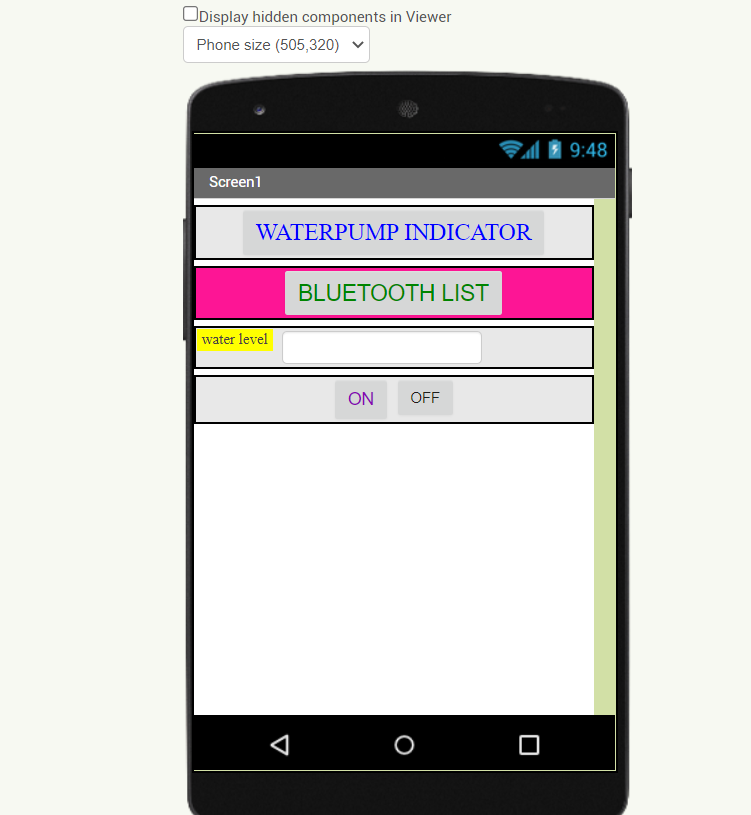 Display hidden components in Viewer
Phone size (505,320)
9:48
Screen1
WATERPUMP INDICATOR
BLUETOOTH LIST
water level
ON OFF